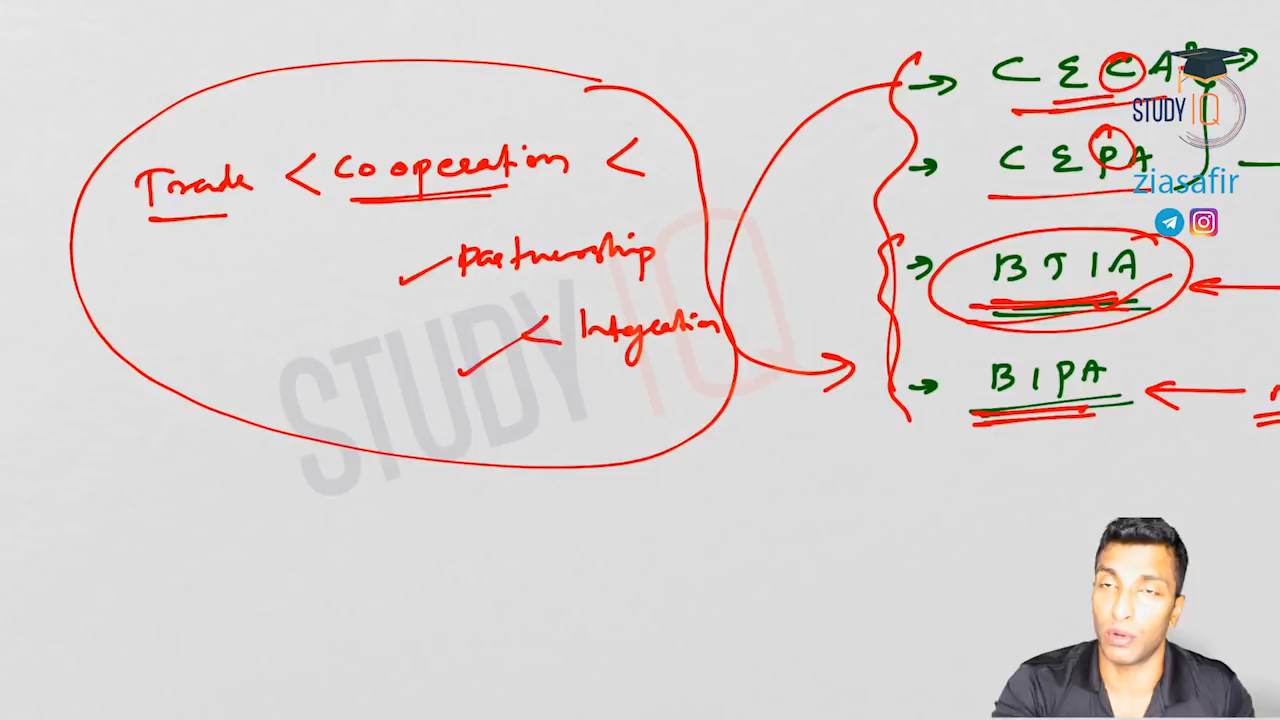 Trade < Cooperation <
Partnership
< Integration
CECA
CEPA
BTIA
BIPA
STUDY IQ
ziasafir
STUDY IQ